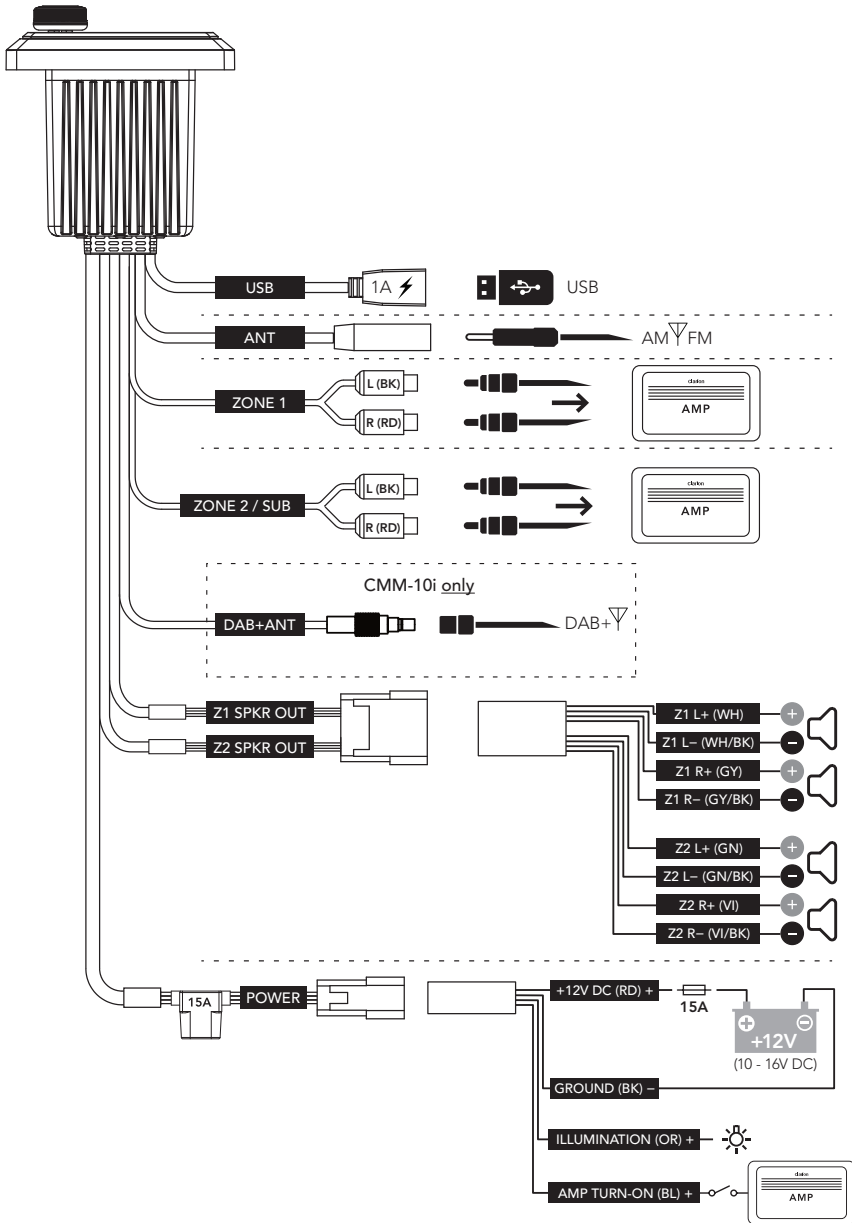 USB
1A
USB
ANT
AM FM
ZONE 1
L (BK)
R (RD)
clarion
AMP
ZONE 2 / SUB
L (BK)
R (RD)
clarion
AMP
CMM-10i only
DAB+ANT
DAB+
Z1 SPKR OUT
Z2 SPKR OUT
Z1 L+ (WH)
Z1 L− (WH/BK)
Z1 R+ (GY)
Z1 R− (GY/BK)
Z2 L+ (GN)
Z2 L− (GN/BK)
Z2 R+ (VI)
Z2 R− (VI/BK)
15A
POWER
+12V DC (RD) +
15A
+12V
(10 - 16V DC)
GROUND (BK) −
ILLUMINATION (OR) +
AMP TURN-ON (BL) +
clarion
AMP